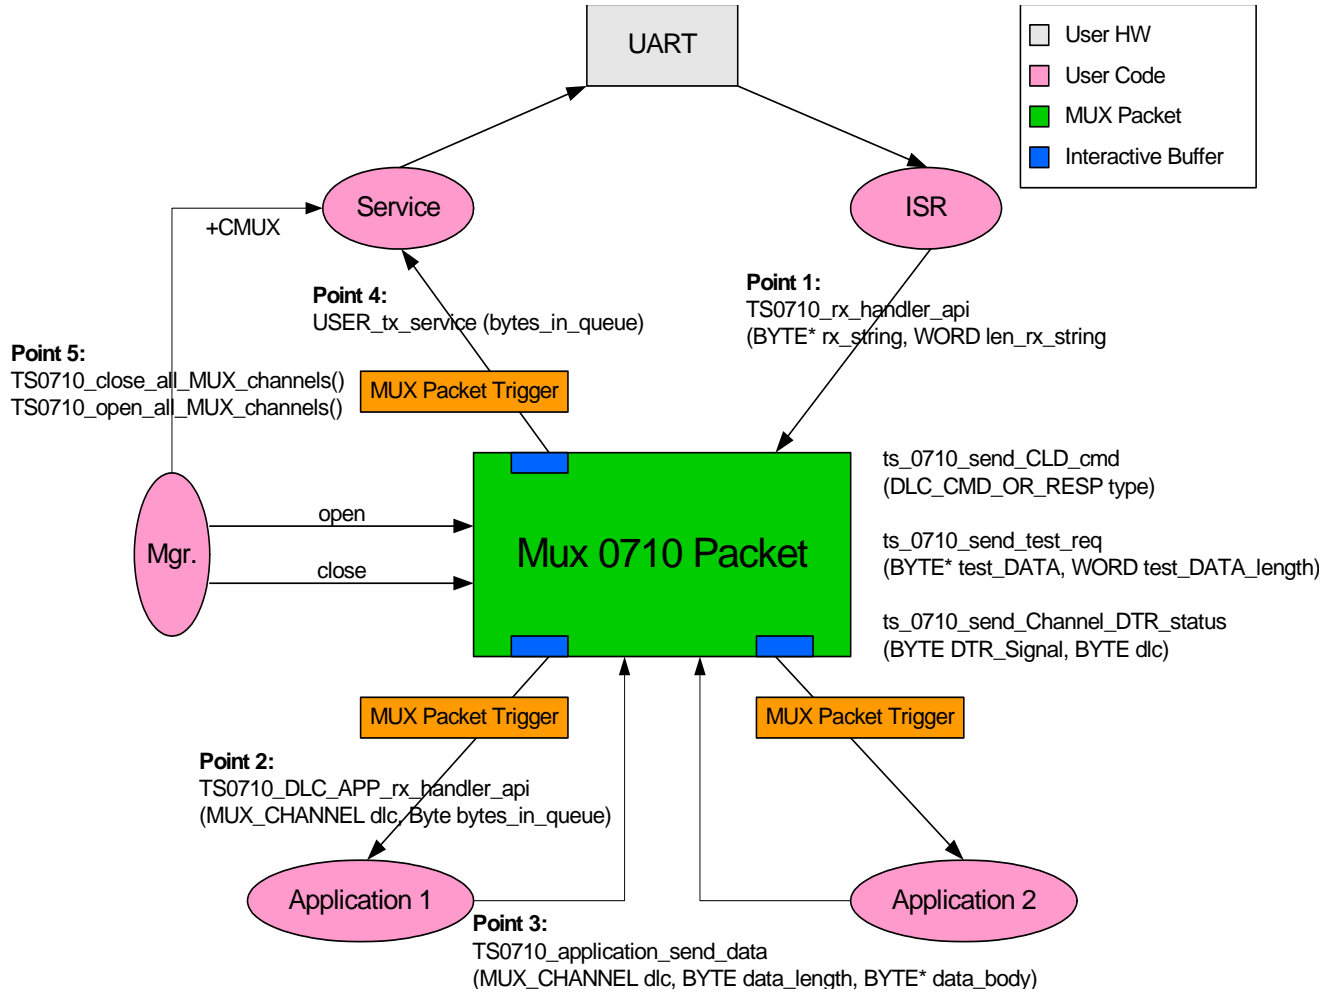 UART
User HW
User Code
MUX Packet
Interactive Buffer
Service
ISR
+CMUX
Point 1:
TS0710_rx_handler_api
(BYTE* rx_string, WORD len_rx_string
Point 4:
USER_tx_service (bytes_in_queue)
Point 5:
TS0710_close_all_MUX_channels()
TS0710_open_all_MUX_channels()
MUX Packet Trigger
ts_0710_send_CLD_cmd
(DLC_CMD_OR_RESP type)
ts_0710_send_test_req
(BYTE* test_DATA, WORD test_DATA_length)
ts_0710_send_Channel_DTR_status
(BYTE DTR_Signal, BYTE dlc)
open
Mgr.
close
Mux 0710 Packet
MUX Packet Trigger
MUX Packet Trigger
Point 2:
TS0710_DLC_APP_rx_handler_api
(MUX_CHANNEL dlc, Byte bytes_in_queue)
Application 1
Application 2
Point 3:
TS0710_application_send_data
(MUX_CHANNEL dlc, BYTE data_length, BYTE* data_body)